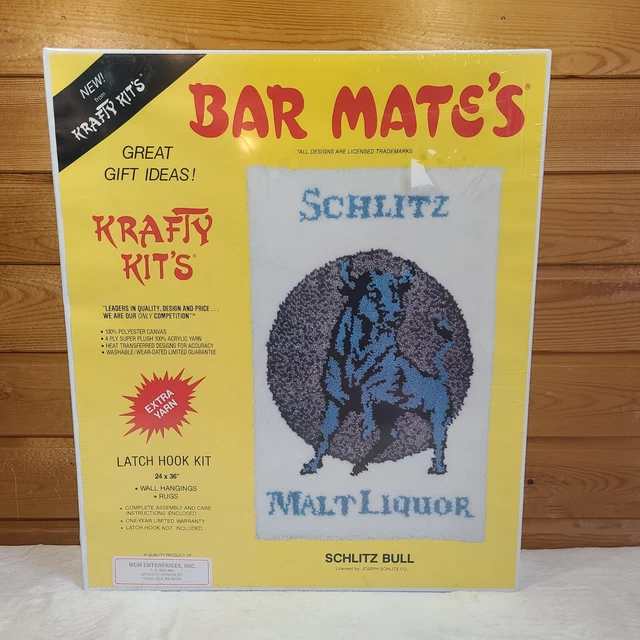 NEW!
from
KRAFTY KIT'S®
BAR MATE'S®
*ALL DESIGNS ARE LICENSED TRADEMARKS
GREAT
GIFT IDEAS!
KRAFTY
KIT'S®
"LEADERS IN QUALITY, DESIGN AND PRICE...
WE ARE OUR ONLY COMPETITION"
• 100% POLYESTER CANVAS
• 4 PLY SUPER PLUSH 100% ACRYLIC YARN
• HEAT TRANSFERRED DESIGNS FOR ACCURACY
• WASHABLE/WEAR-DATED LIMITED GUARANTEE
EXTRA
YARN
LATCH HOOK KIT
24 x 36"
• WALL HANGINGS
• RUGS
• COMPLETE ASSEMBLY AND CARE
INSTRUCTIONS ENCLOSED
• ONE-YEAR LIMITED WARRANTY
• LATCH HOOK NOT INCLUDED
A QUALITY PRODUCT OF
MCM ENTERPRISES, INC.
SCHLITZ
MALT LIQUOR
SCHLITZ BULL
Licensed by JOSEPH SCHLITZ CO.